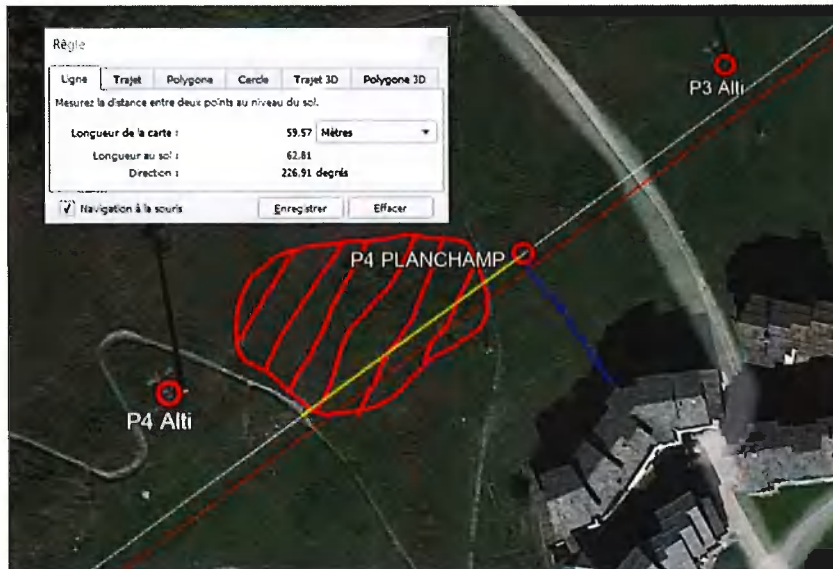 Règle
Ligne Trajet Polygone Cercle Trajet 3D Polygone 3D
Mesurez la distance entre deux points au niveau du sol.
Longueur de la carte : 59.57 Mètres
Longueur au sol : 62.81
Direction : 226.91 degrés
Navigation à la souris Enregistrer Effacer
P3 Alti
P4 PLANCHAMP
P4 Alti